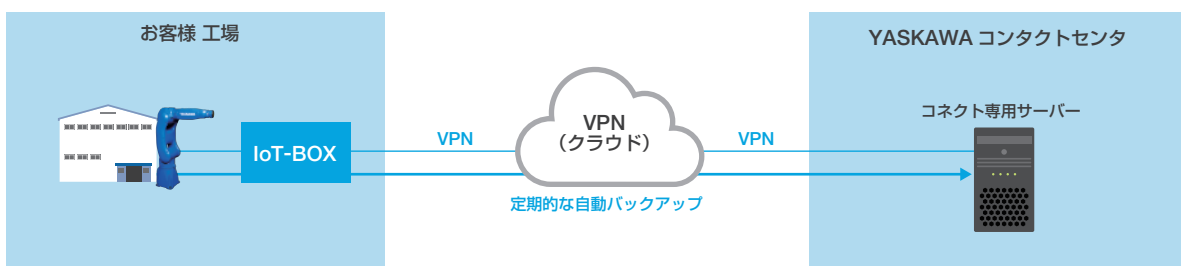 お客様 工場
YASKAWA コンタクトセンタ
コネクト専用サーバー
IoT-BOX
VPN
VPN
（クラウド）
VPN
定期的な自動バックアップ